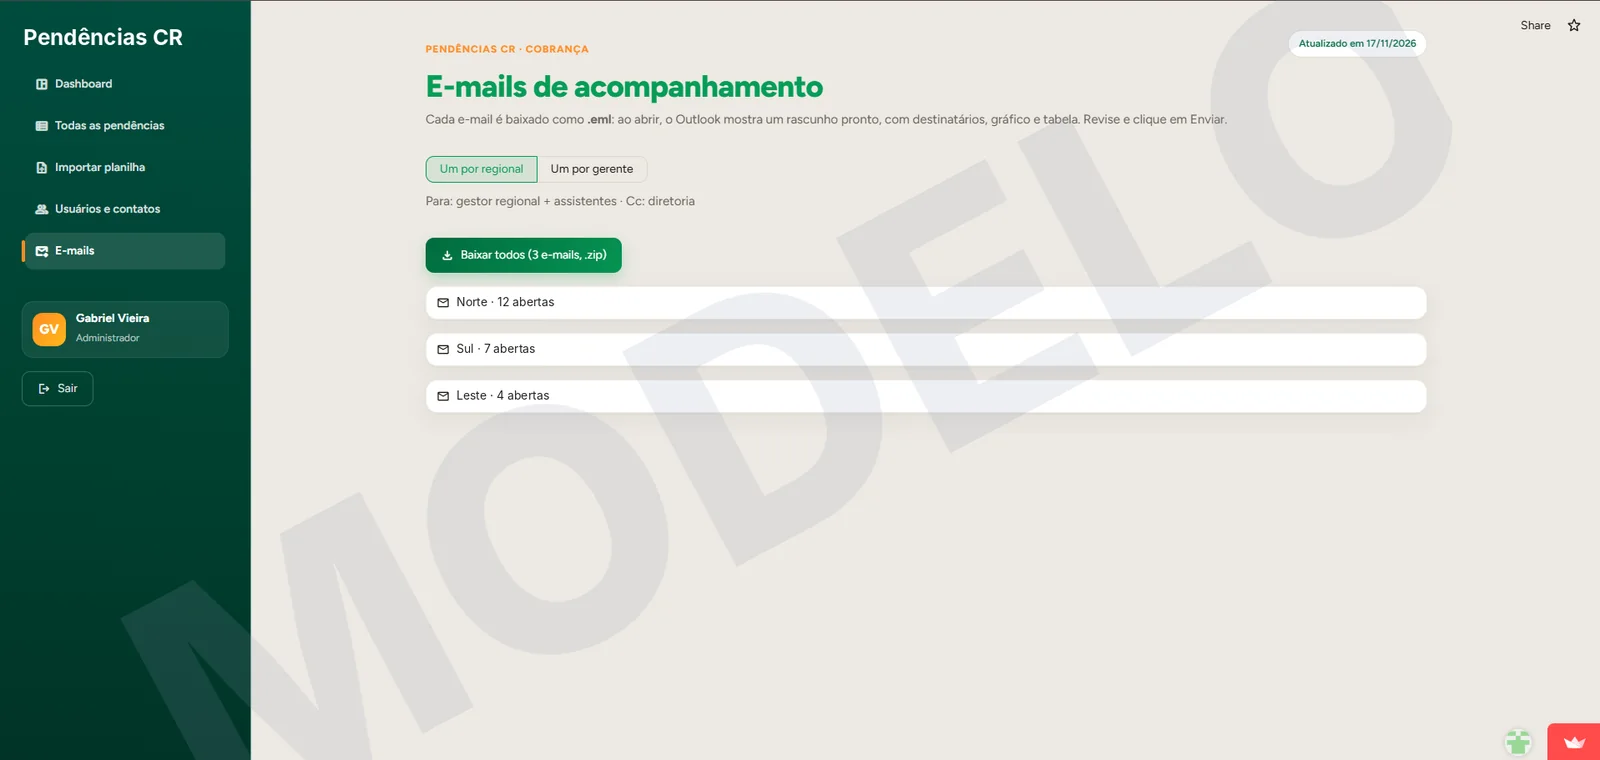 Pendências CR
Dashboard
Todas as pendências
Importar planilha
Usuários e contatos
E-mails
GV
Gabriel Vieira
Administrador
Sair
Share
Atualizado em 17/11/2026
PENDÊNCIAS CR · COBRANÇA
E-mails de acompanhamento
Cada e-mail é baixado como .eml: ao abrir, o Outlook mostra um rascunho pronto, com destinatários, gráfico e tabela. Revise e clique em Enviar.
Um por regional
Um por gerente
Para: gestor regional + assistentes · Cc: diretoria
Baixar todos (3 e-mails, .zip)
Norte · 12 abertas
Sul · 7 abertas
Leste · 4 abertas
MODELO